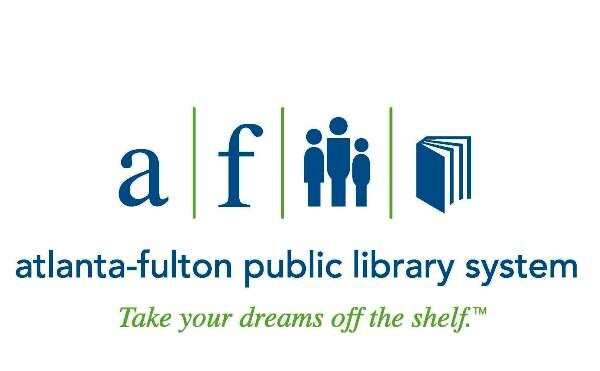 a f
atlanta-fulton public library system
Take your dreams off the shelf.™